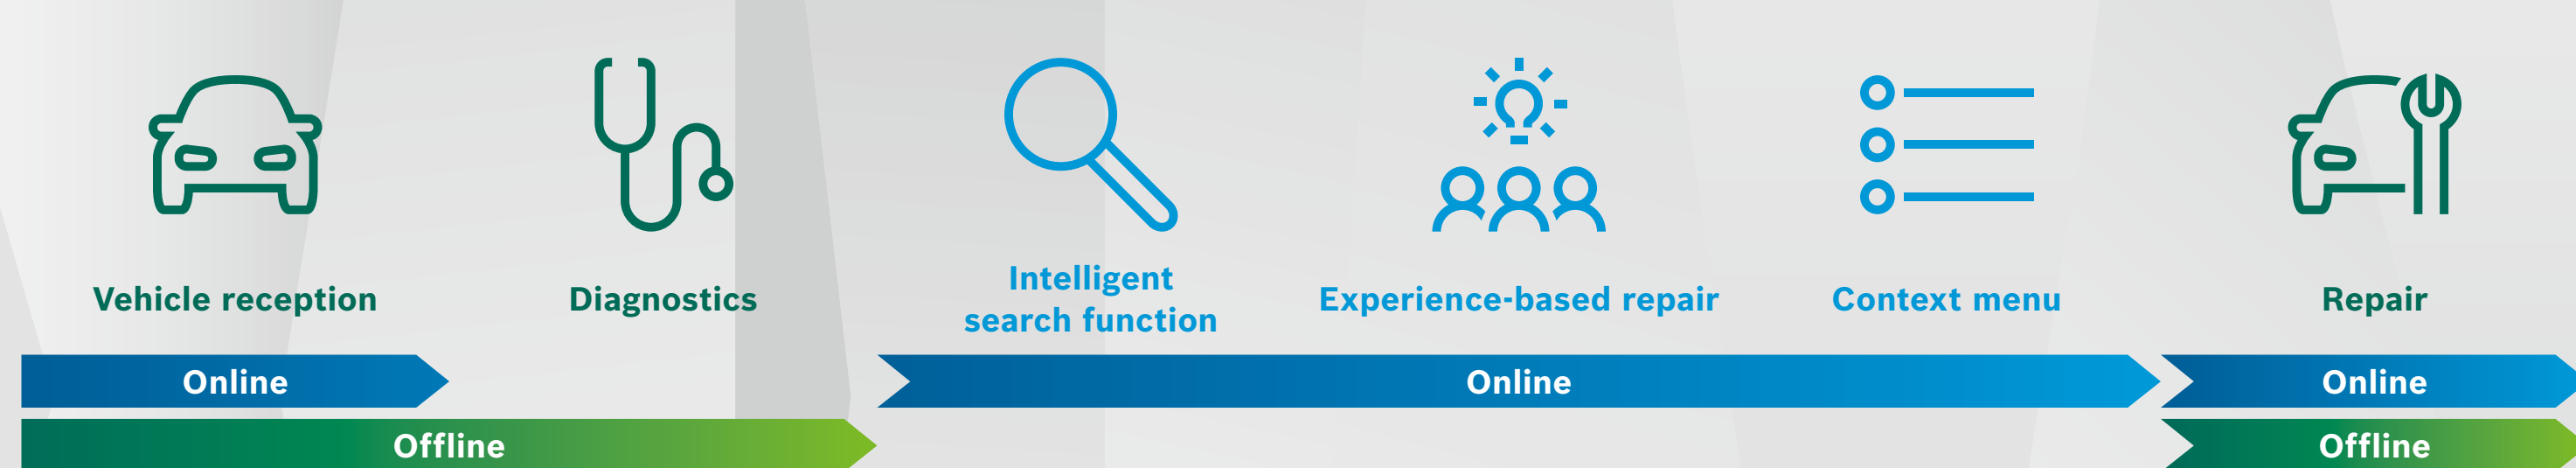 Vehicle reception
Diagnostics
Intelligent
search function
Experience-based repair
Context menu
Repair
Online
Online
Online
Offline
Offline